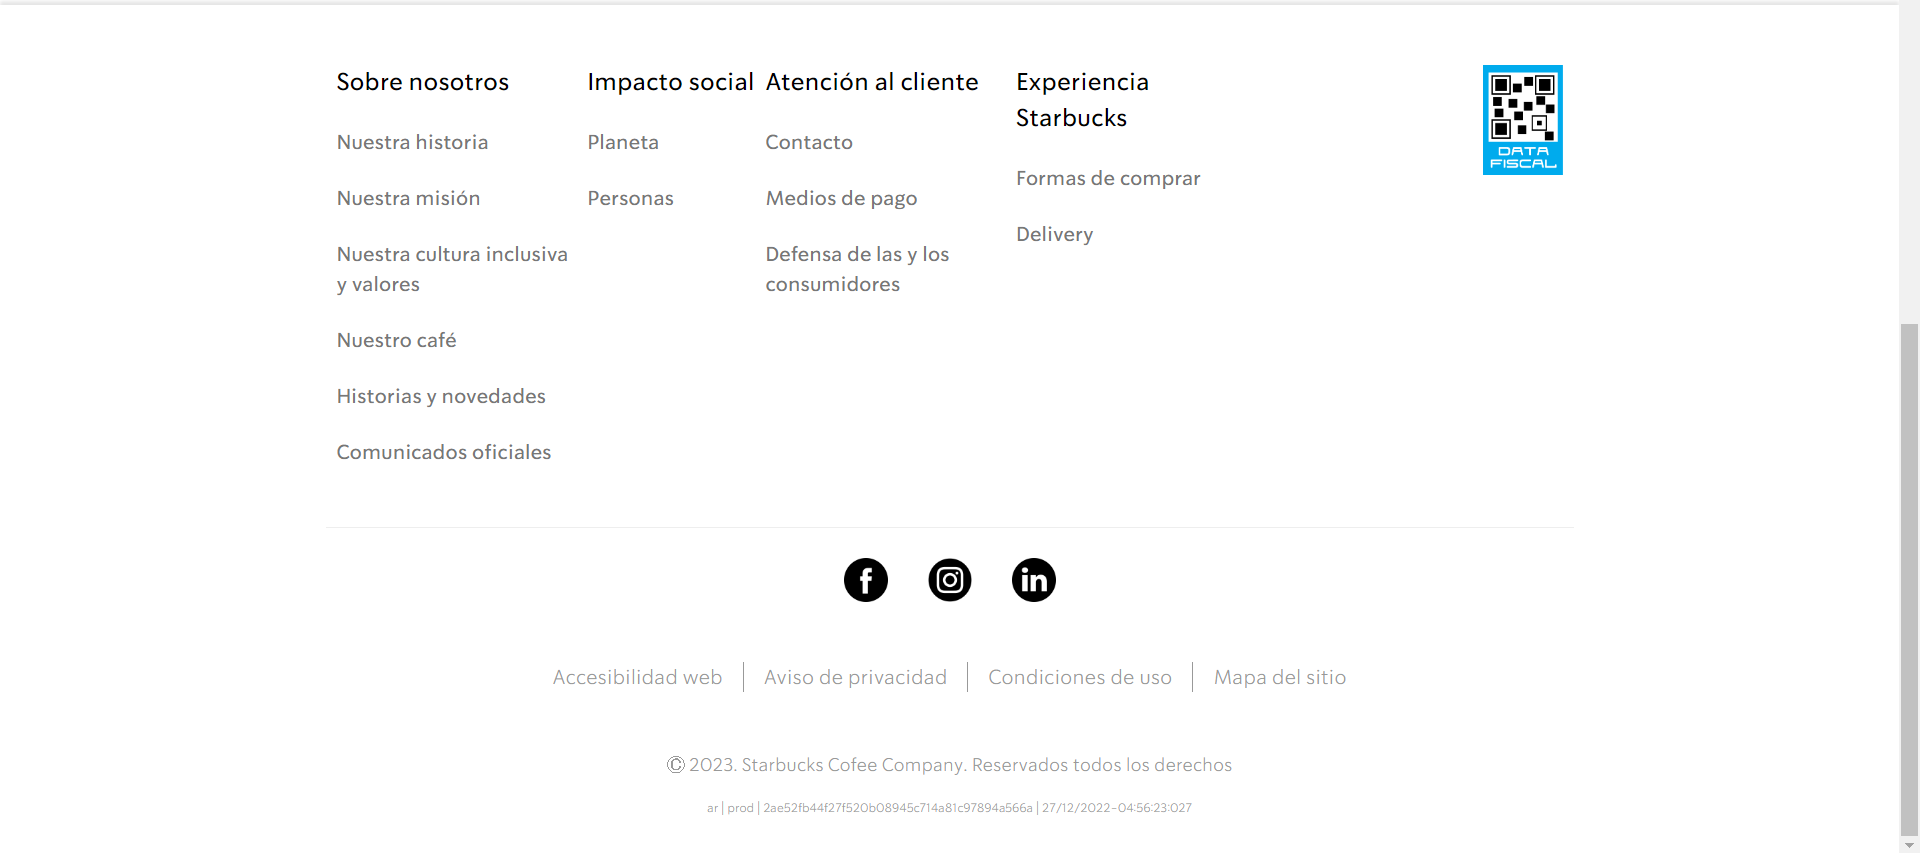 Sobre nosotros
Nuestra historia
Nuestra misión
Nuestra cultura inclusiva
y valores
Nuestro café
Historias y novedades
Comunicados oficiales
Impacto social
Planeta
Personas
Atención al cliente
Contacto
Medios de pago
Defensa de las y los
consumidores
Experiencia
Starbucks
Formas de comprar
Delivery
DATA
FISCAL
Accesibilidad web | Aviso de privacidad | Condiciones de uso | Mapa del sitio
© 2023. Starbucks Cofee Company. Reservados todos los derechos
ar | prod | 2ae52fb44f27f520b08945c714a81c97894a566a | 27/12/2022-04:56:23:027